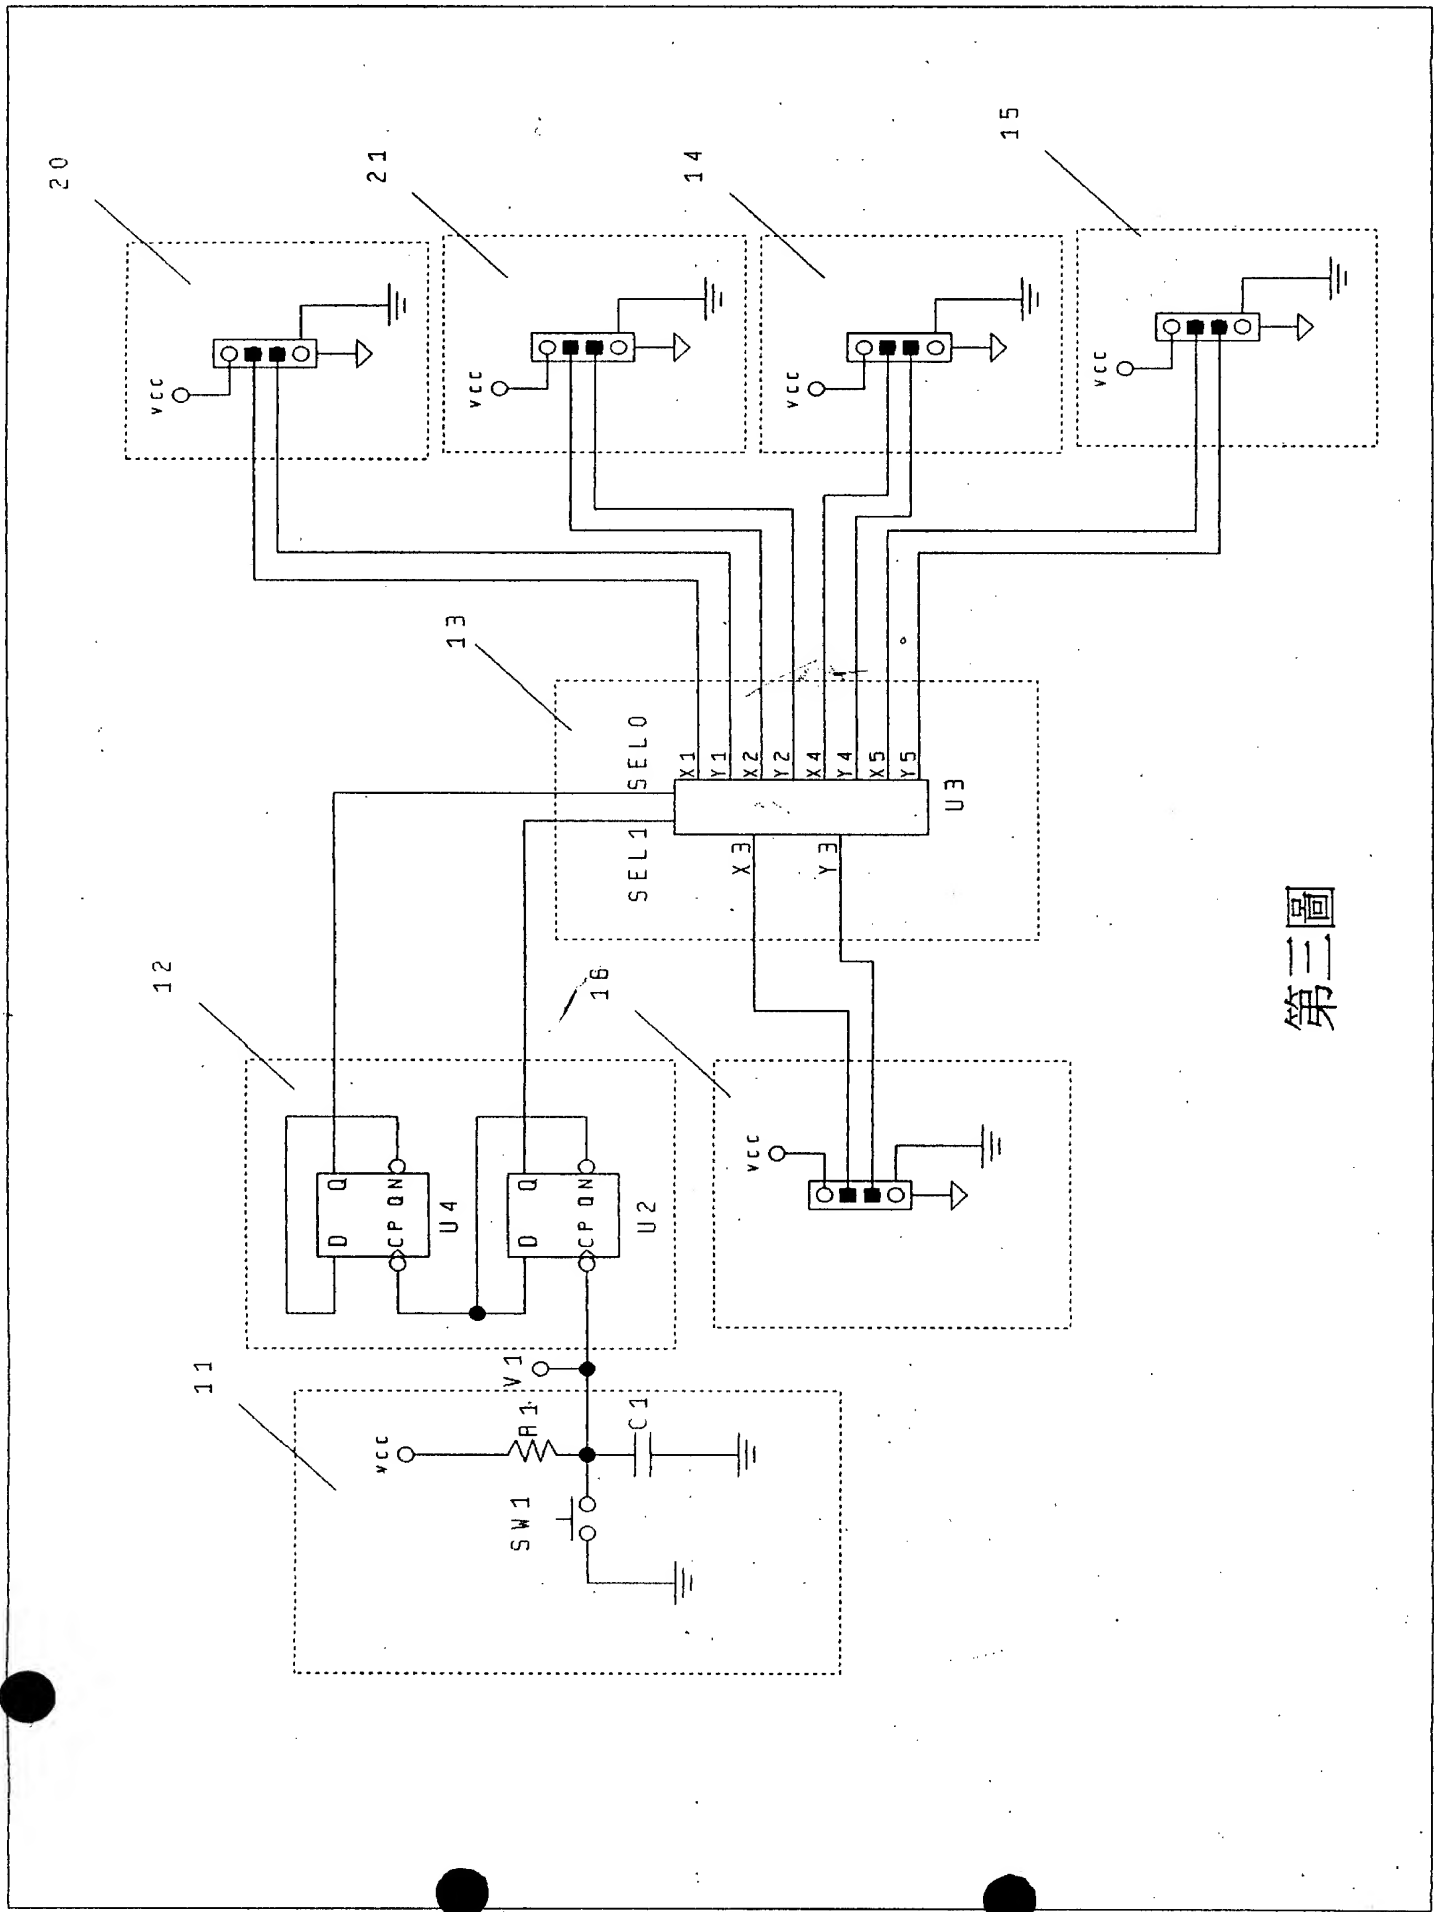 20
VCC
21
VCC
14
VCC
15
VCC
13
SEL0
SEL1
X1
Y1
X2
Y2
X4
Y4
X5
Y5
X3
Y3
U3
12
D
Q
CP
QN
U4
D
Q
CP
QN
U2
16
VCC
11
VCC
R1
V1
C1
SW1
第三圖